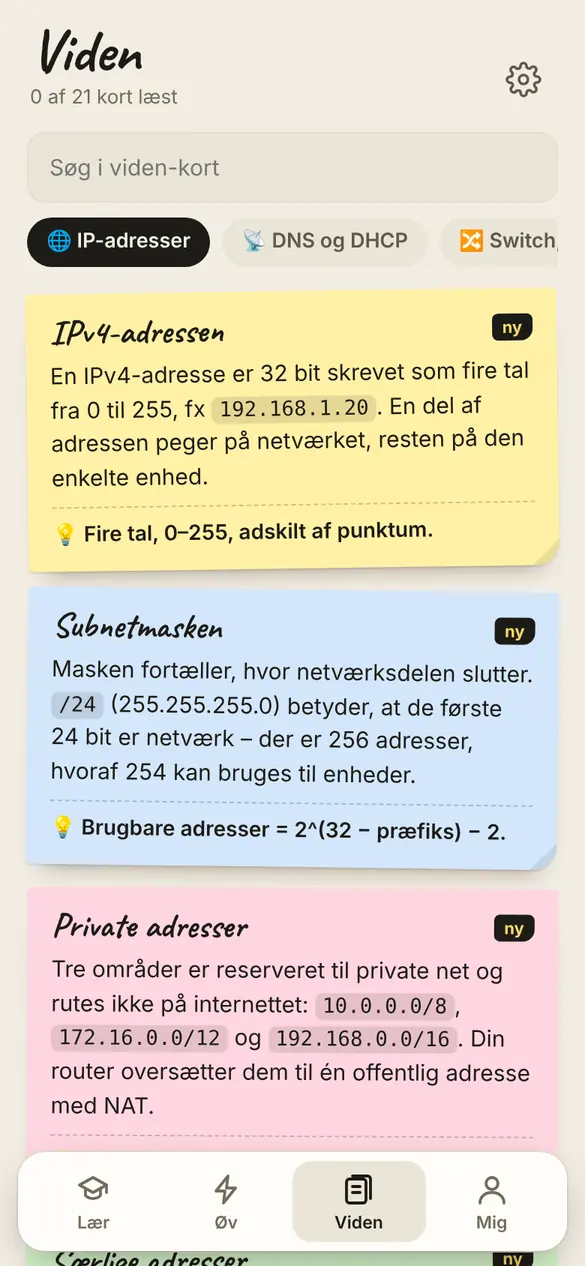 Viden
0 af 21 kort læst
Søg i viden-kort
🌐 IP-adresser
📡 DNS og DHCP
🔀 Switch,
IPv4-adressen
ny
En IPv4-adresse er 32 bit skrevet som fire tal
fra 0 til 255, fx 192.168.1.20. En del af
adressen peger på netværket, resten på den
enkelte enhed.
💡 Fire tal, 0–255, adskilt af punktum.
Subnetmasken
ny
Masken fortæller, hvor netværksdelen slutter.
/24 (255.255.255.0) betyder, at de første
24 bit er netværk – der er 256 adresser,
hvoraf 254 kan bruges til enheder.
💡 Brugbare adresser = 2^(32 − præfiks) − 2.
Private adresser
ny
Tre områder er reserveret til private net og
rutes ikke på internettet: 10.0.0.0/8,
172.16.0.0/12 og 192.168.0.0/16. Din
router oversætter dem til én offentlig adresse
med NAT.
Lær
Øv
Viden
Mig
Særlige adresser
ny